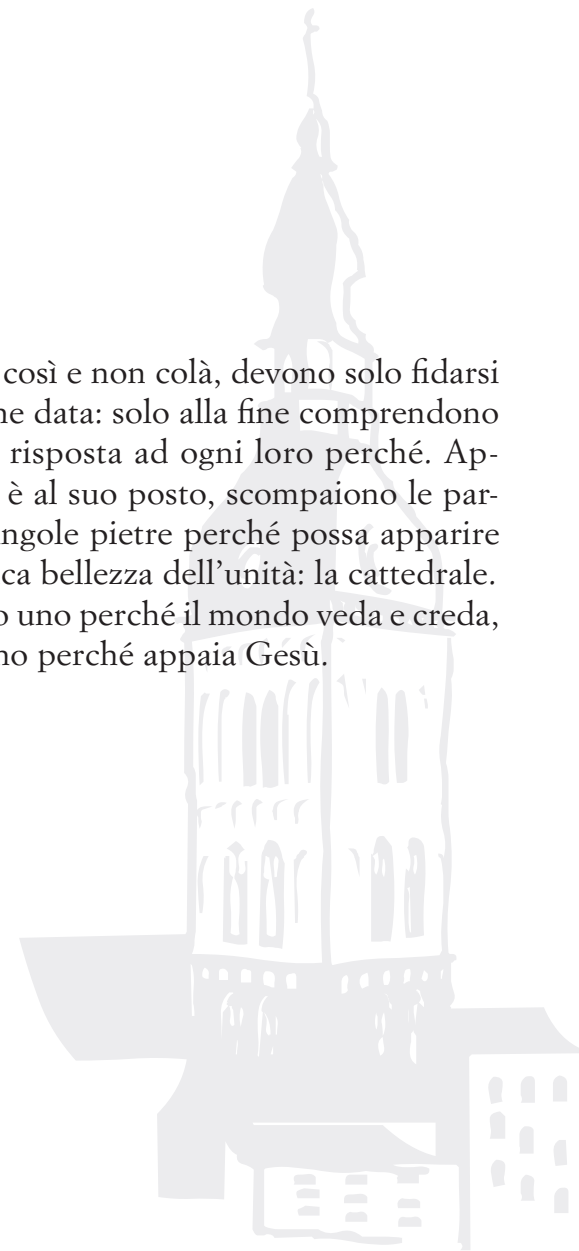 così e non colà, devono solo fidarsi
ne data: solo alla fine comprendono
risposta ad ogni loro perché. Ap-
è al suo posto, scompaiono le par-
ngole pietre perché possa apparire
ca bellezza dell’unità: la cattedrale.
o uno perché il mondo veda e creda,
no perché appaia Gesù.